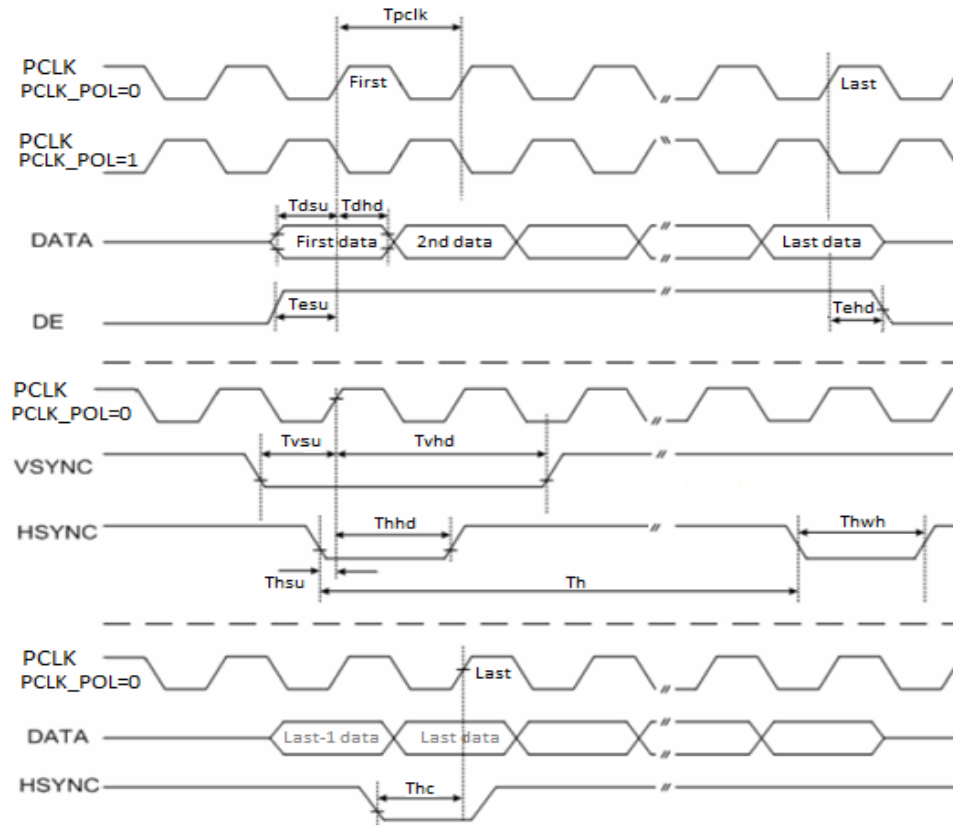 Tpclk
PCLK
PCLK_POL=0
First
Last
PCLK
PCLK_POL=1
Tdsu
Tdhd
DATA
First data
2nd data
Last data
DE
Tesu
Tehd
PCLK
PCLK_POL=0
Tvsu
Tvhd
VSYNC
HSYNC
Thhd
Thwh
Thsu
Th
PCLK
PCLK_POL=0
Last
DATA
Last-1 data
Last data
HSYNC
Thc